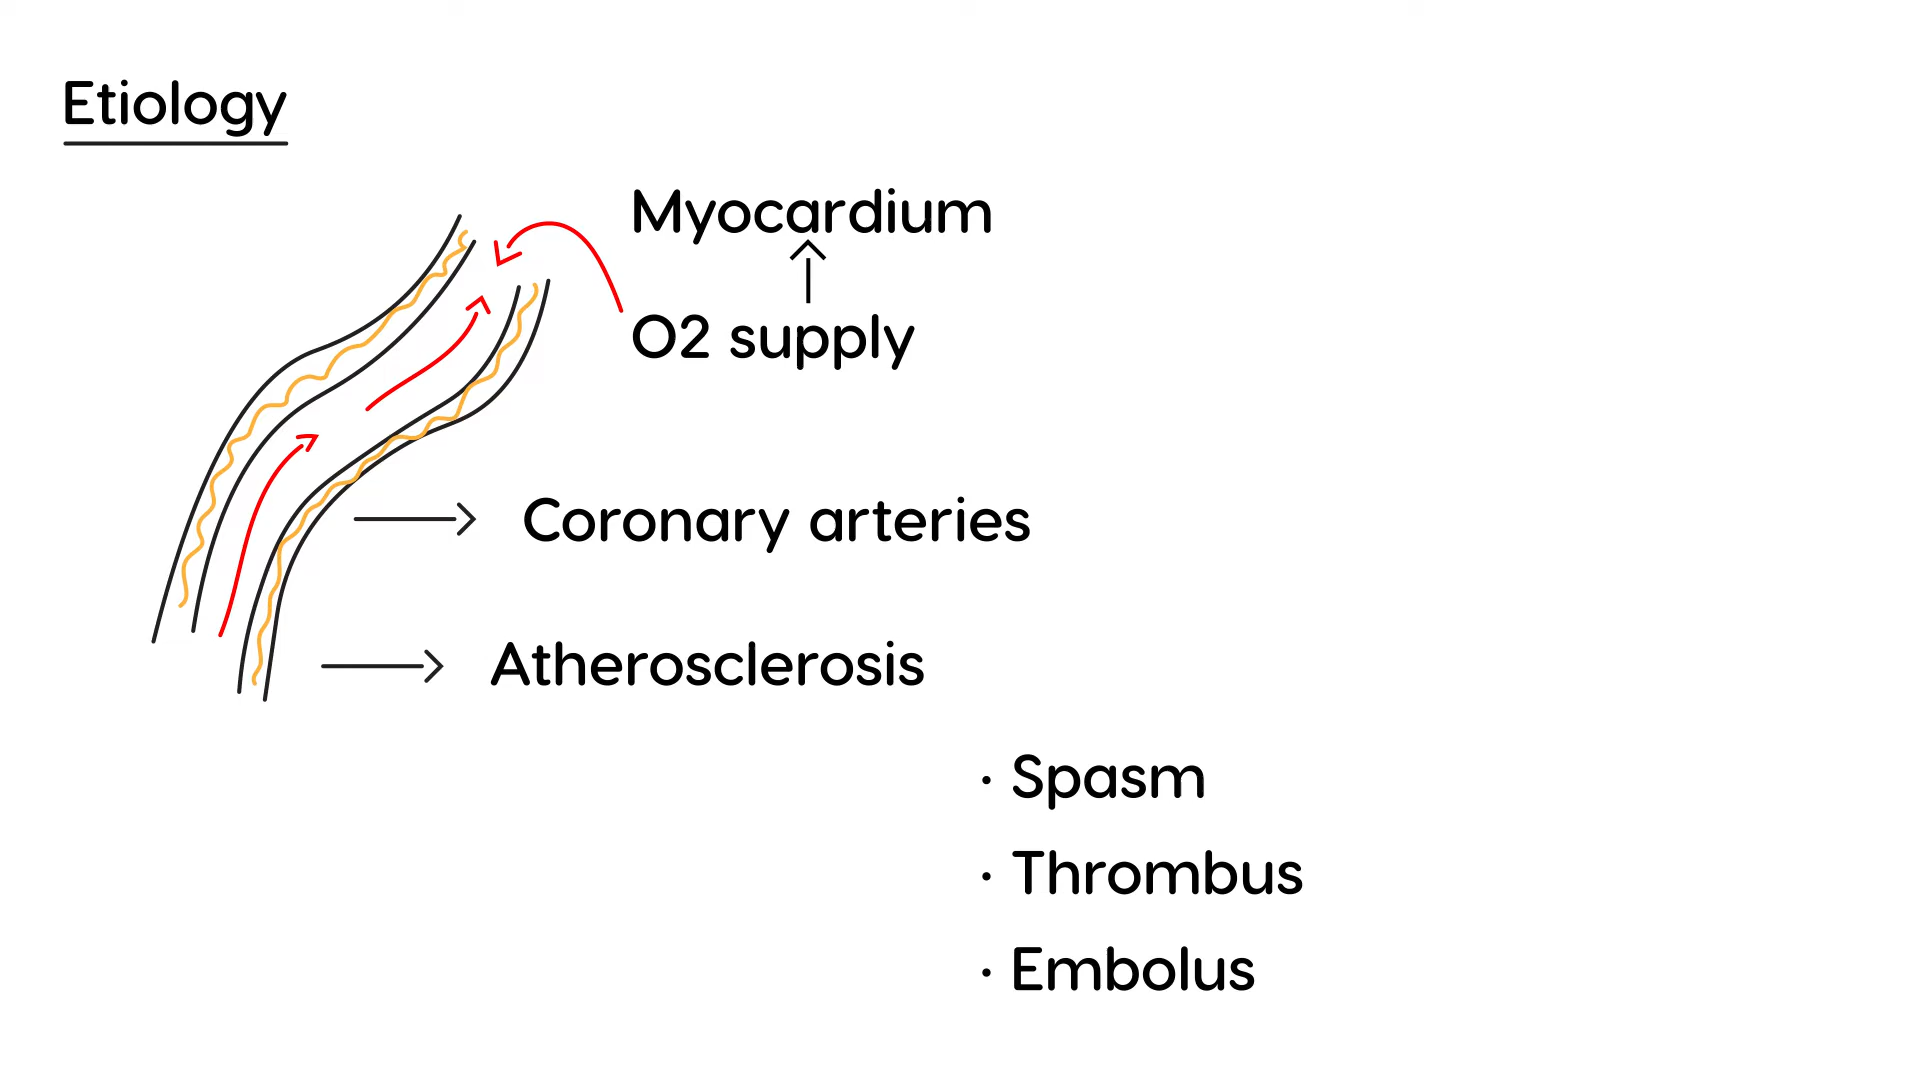 Etiology
Myocardium
O2 supply
Coronary arteries
Atherosclerosis
· Spasm
· Thrombus
· Embolus